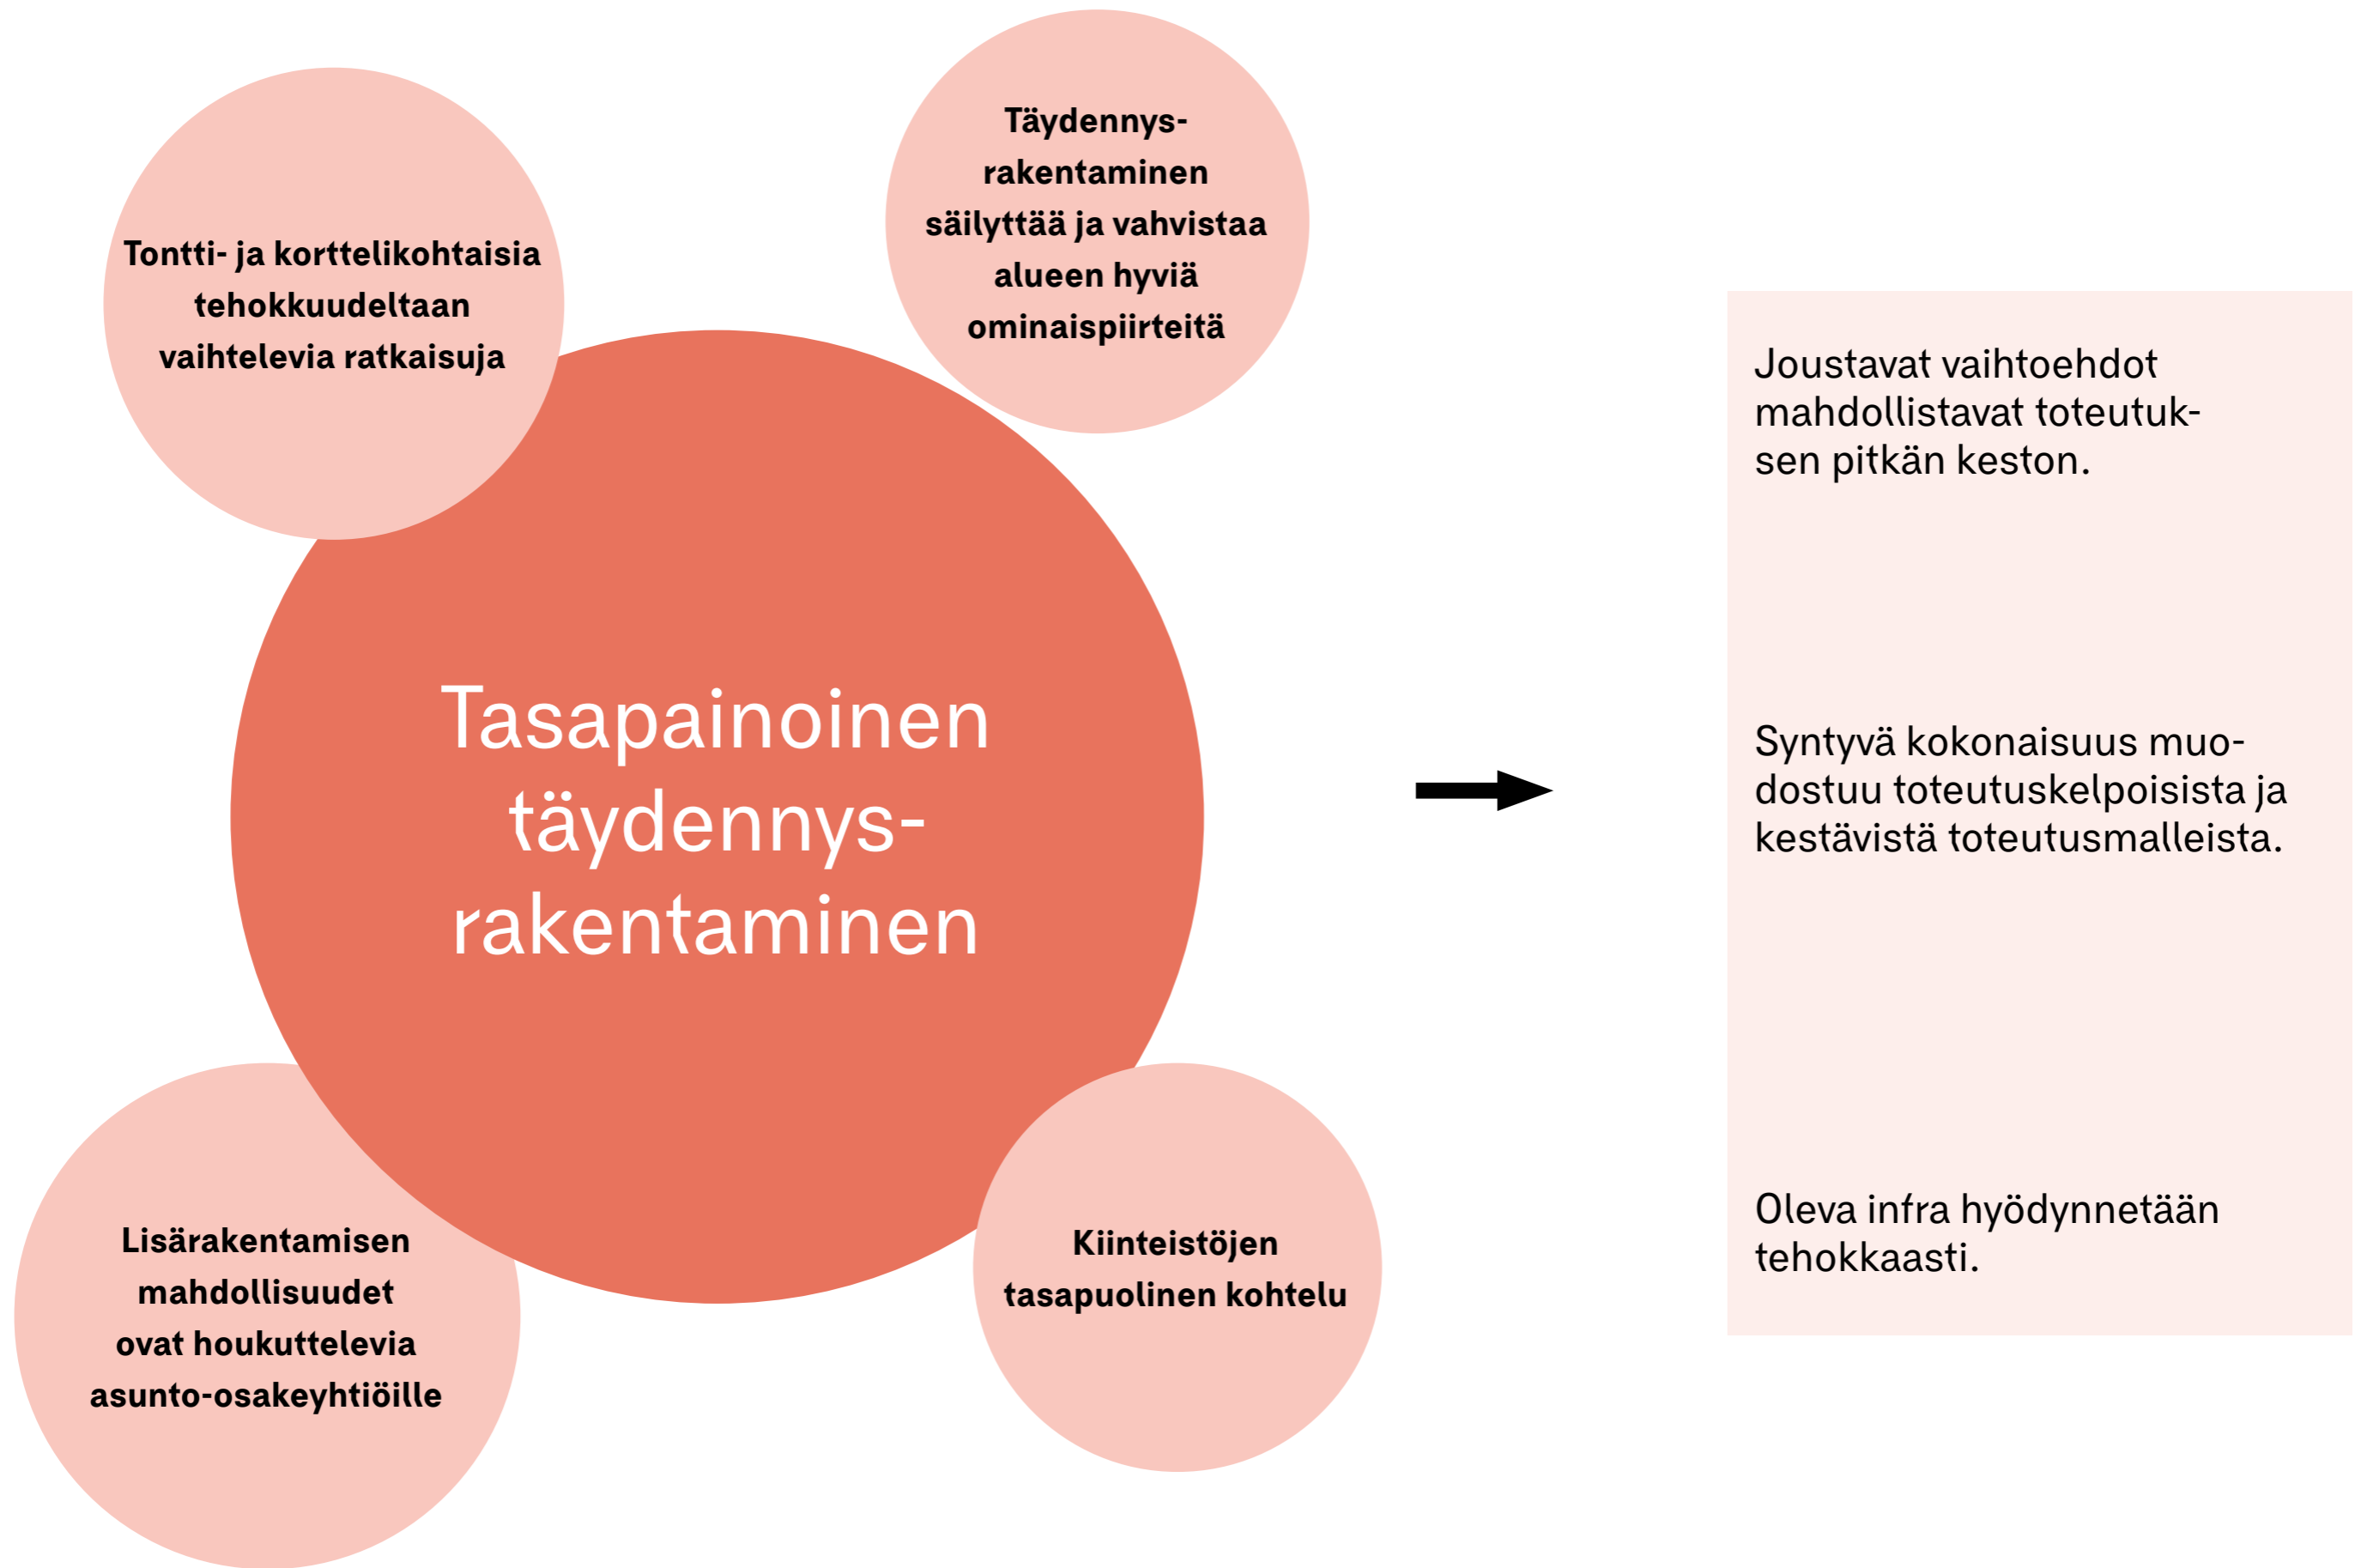 Tontti- ja korttelikohtaisia
tehokkuudeltaan
vaihtelevia ratkaisuja
Täydennys-
rakentaminen
säilyttää ja vahvistaa
alueen hyviä
ominaispiirteitä
Tasapainoinen
täydennys-
rakentaminen
Lisärakentamisen
mahdollisuudet
ovat houkuttelevia
asunto-osakeyhtiöille
Kiinteistöjen
tasapuolinen kohtelu
Joustavat vaihtoehdot
mahdollistavat toteutuk-
sen pitkän keston.
Syntyvä kokonaisuus muo-
dostuu toteutuskelpoisista ja
kestävistä toteutusmalleista.
Oleva infra hyödynnetään
tehokkaasti.